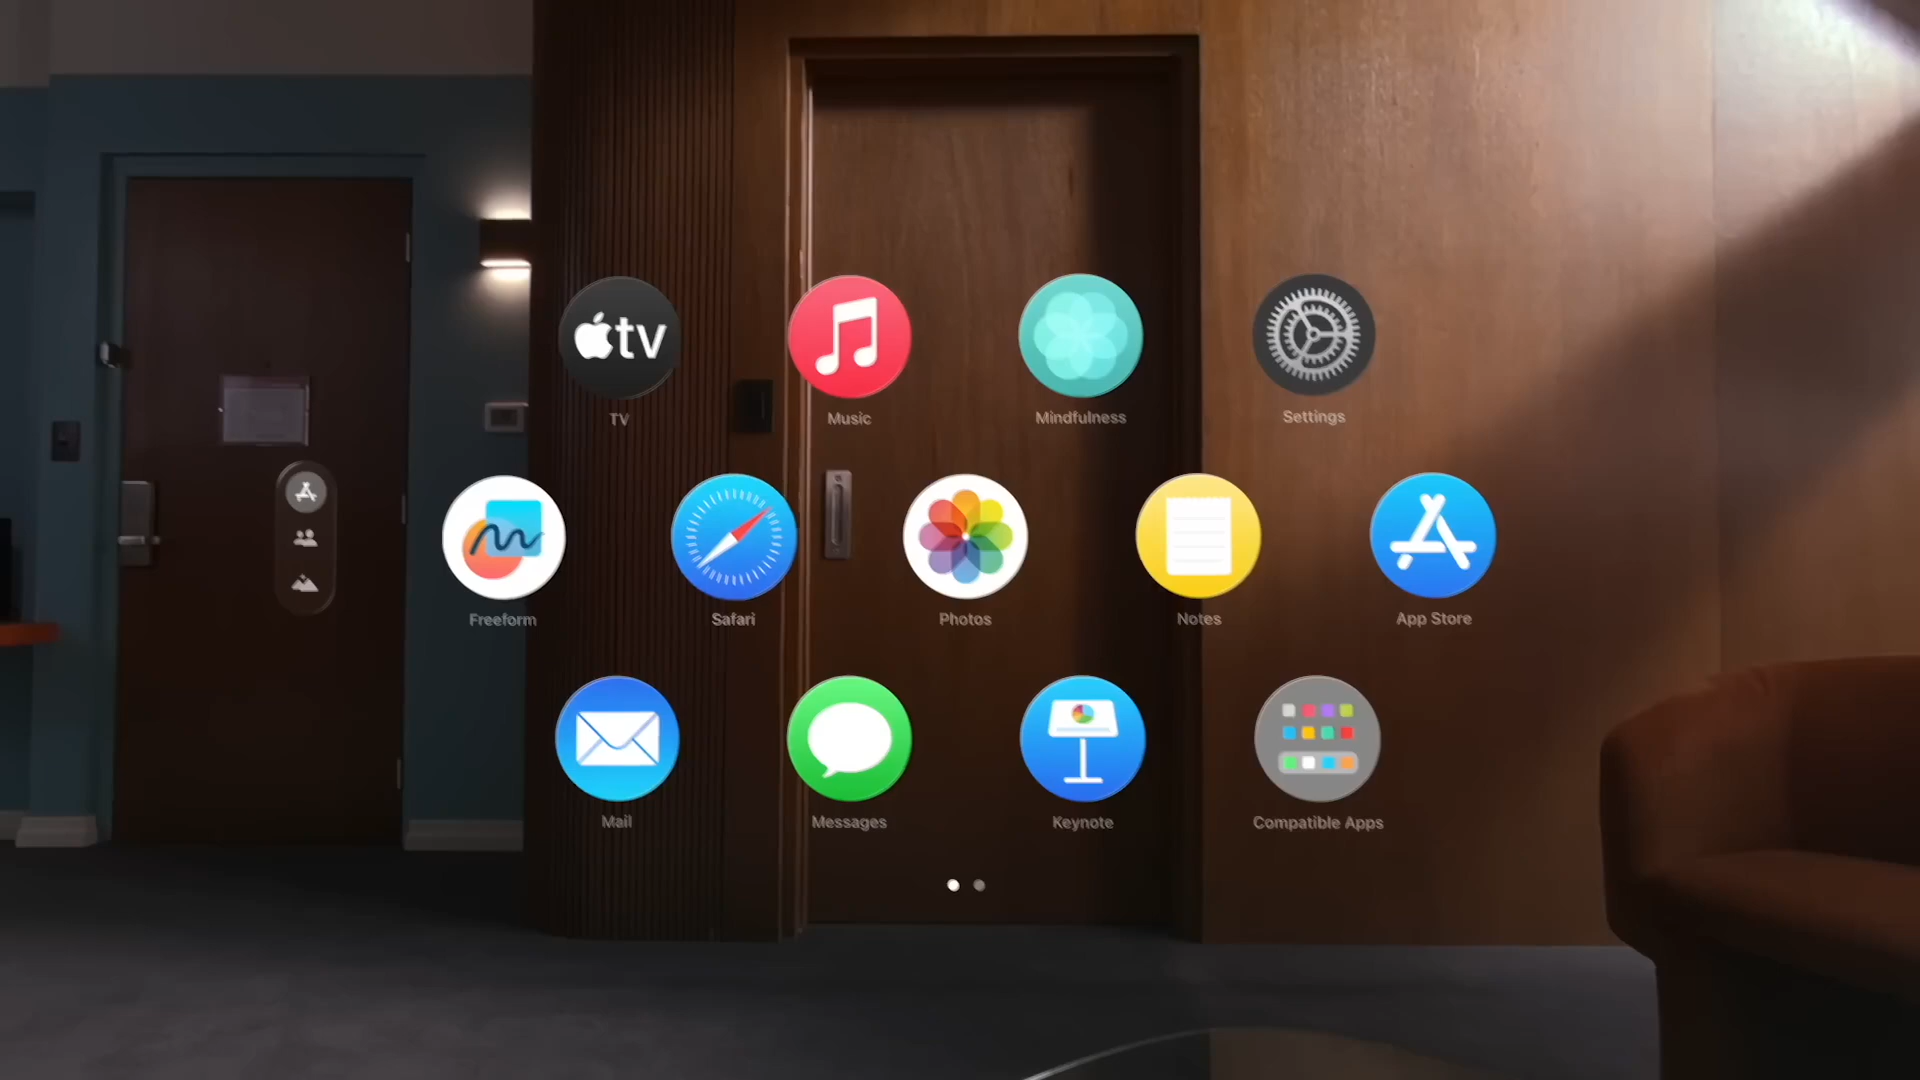 tv
TV
Music
Mindfulness
Settings
Freeform
Safari
Photos
Notes
App Store
Mail
Messages
Keynote
Compatible Apps